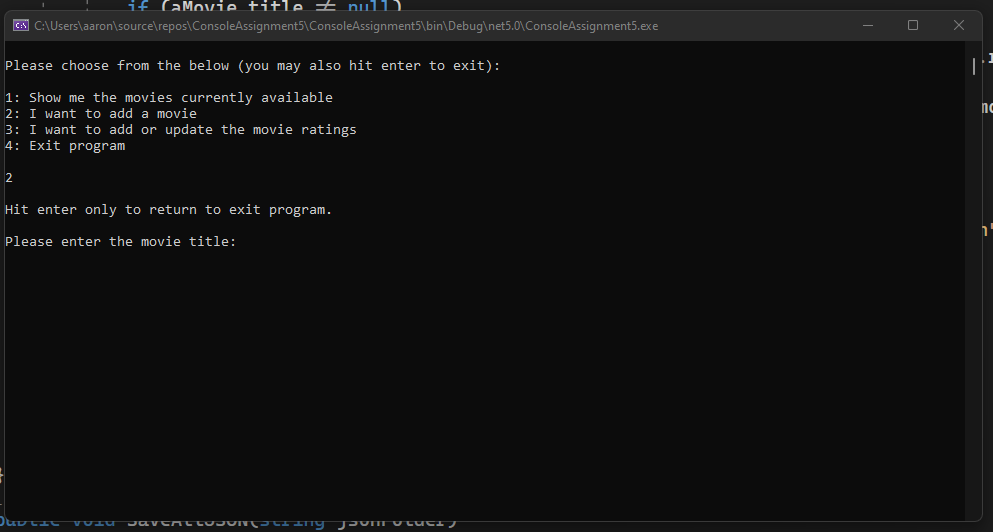 if (aMovie.title ≠ null)
C:\Users\aaron\source\repos\ConsoleAssignment5\ConsoleAssignment5\bin\Debug\net5.0\ConsoleAssignment5.exe
Please choose from the below (you may also hit enter to exit):
1: Show me the movies currently available
2: I want to add a movie
3: I want to add or update the movie ratings
4: Exit program
2
Hit enter only to return to exit program.
Please enter the movie title:
}
public void SaveAllJSON(string jsonFolder)